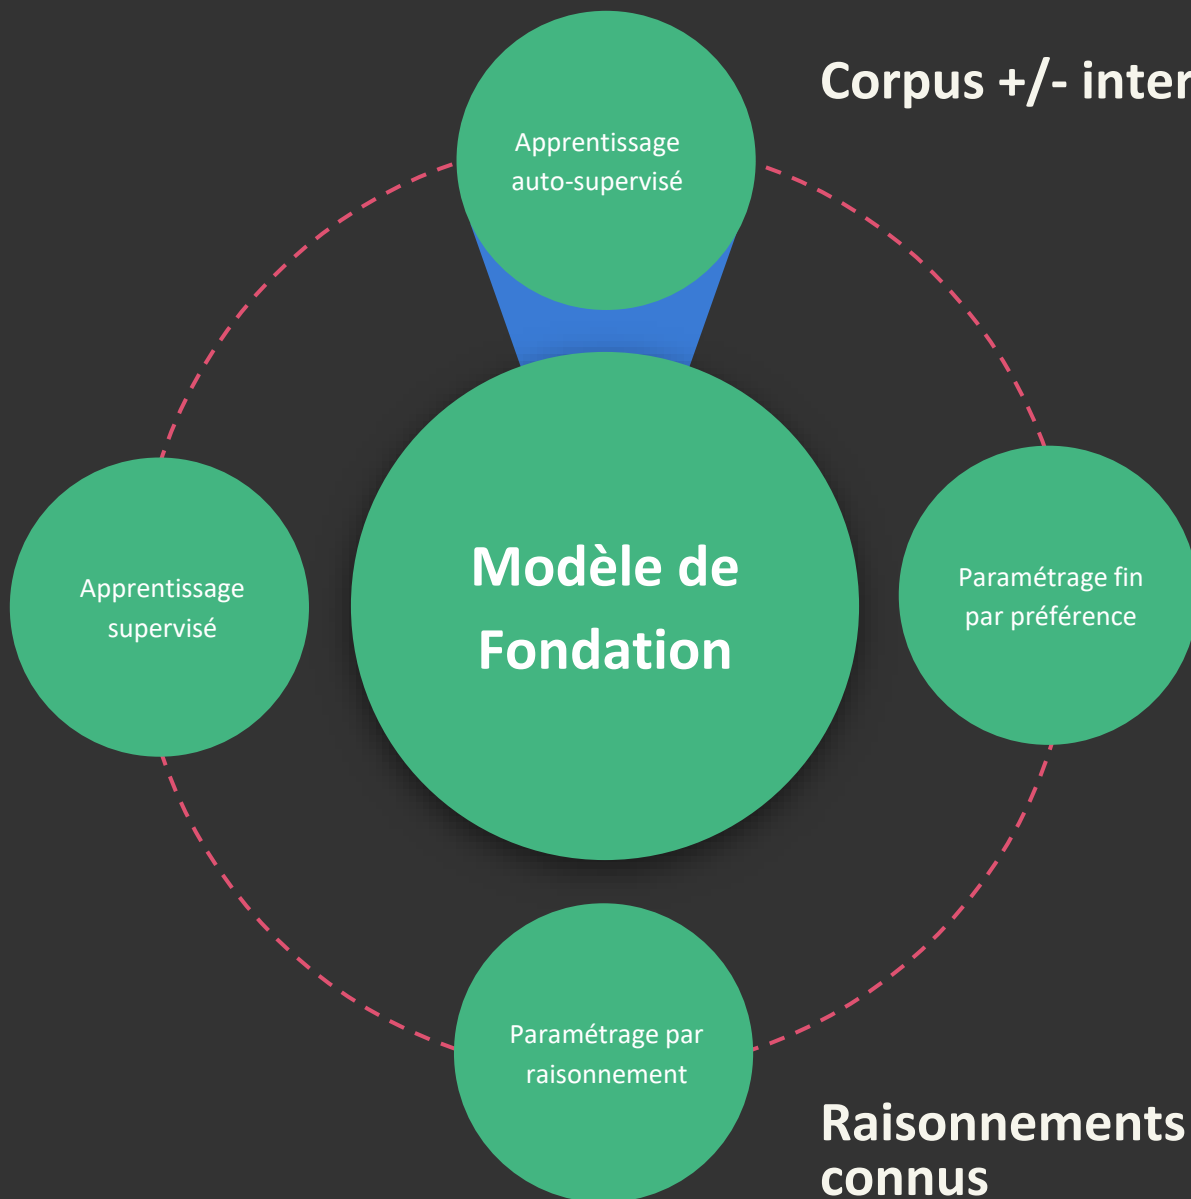 Corpus +/- inter
Apprentissage
auto-supervisé
Modèle de
Fondation
Apprentissage
supervisé
Paramétrage fin
par préférence
Paramétrage par
raisonnement
Raisonnements
connus